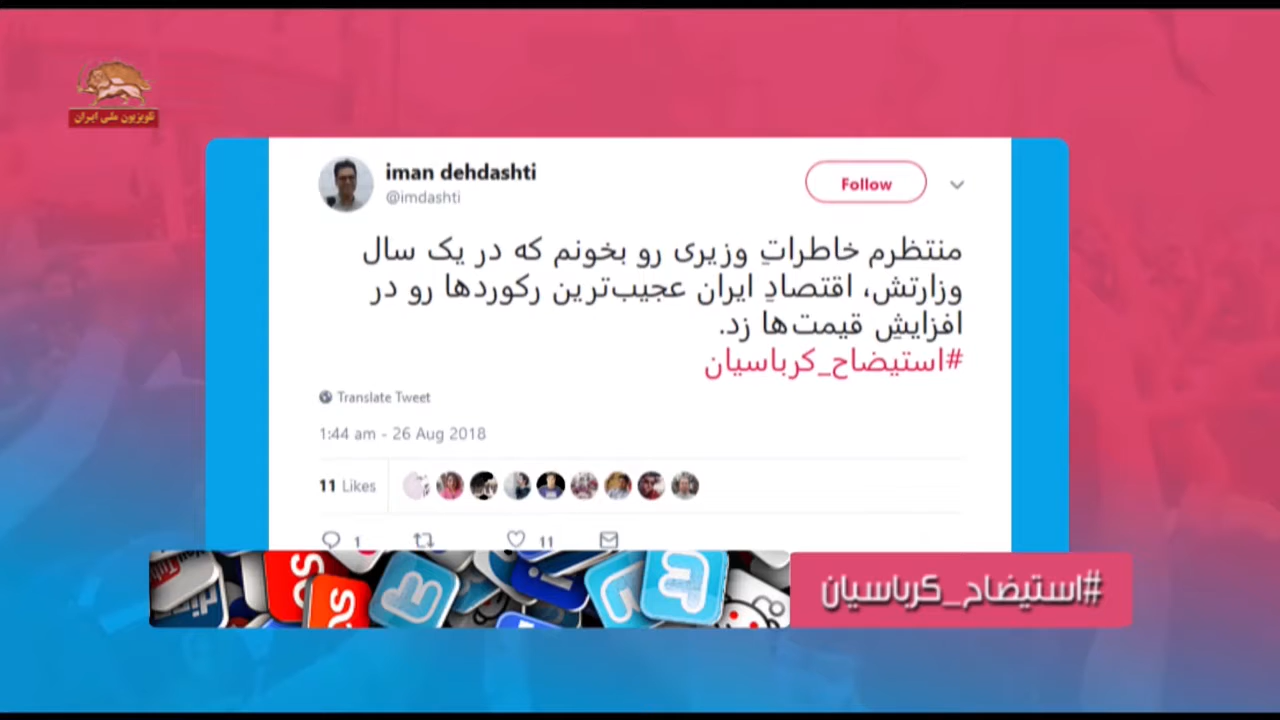 تلویزیون ملی ایران
iman dehdashti
@imdashti
Follow
منتظرم خاطراتِ وزیری رو بخونم که در یک سال
وزارتش، اقتصادِ ایران عجیب‌ترین رکوردها رو در
افزایشِ قیمت‌ها زد.
#استیضاح_کرباسیان
Translate Tweet
1:44 am - 26 Aug 2018
11 Likes
1
11
#استیضاح_کرباسیان